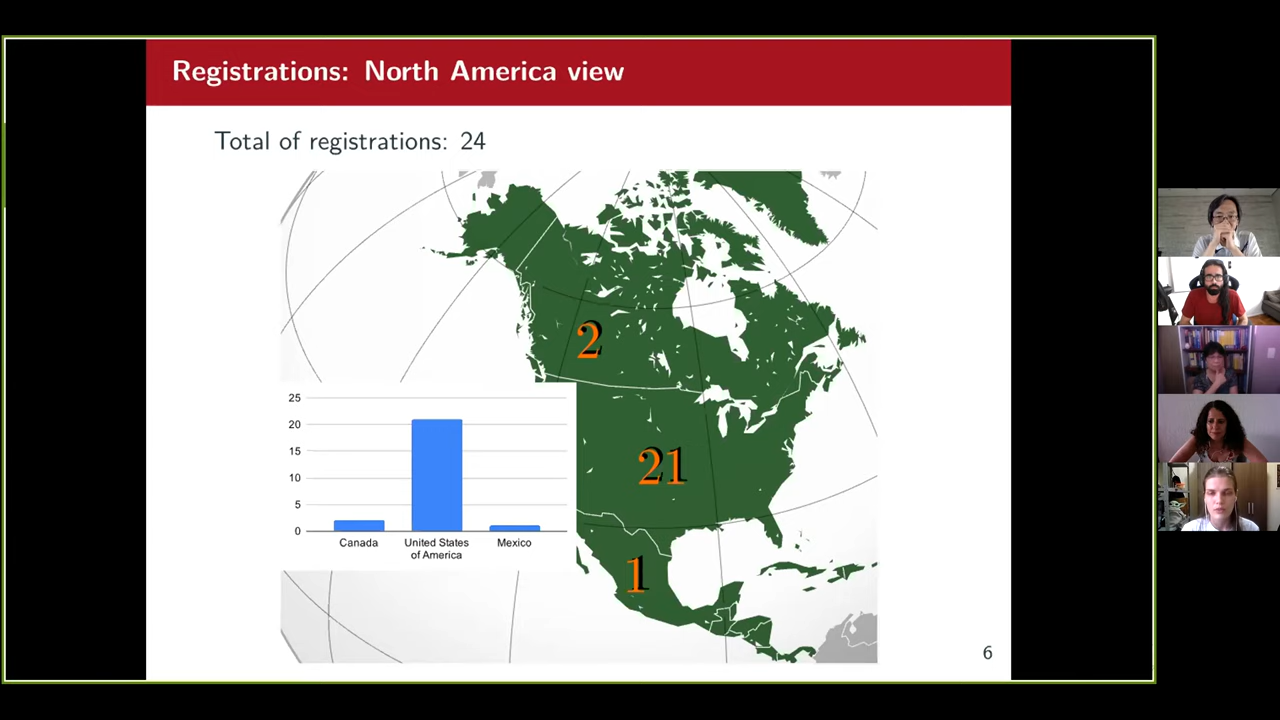 Registrations: North America view
Total of registrations: 24
2
21
1
25
20
15
10
5
0
Canada
United States
of America
Mexico
6